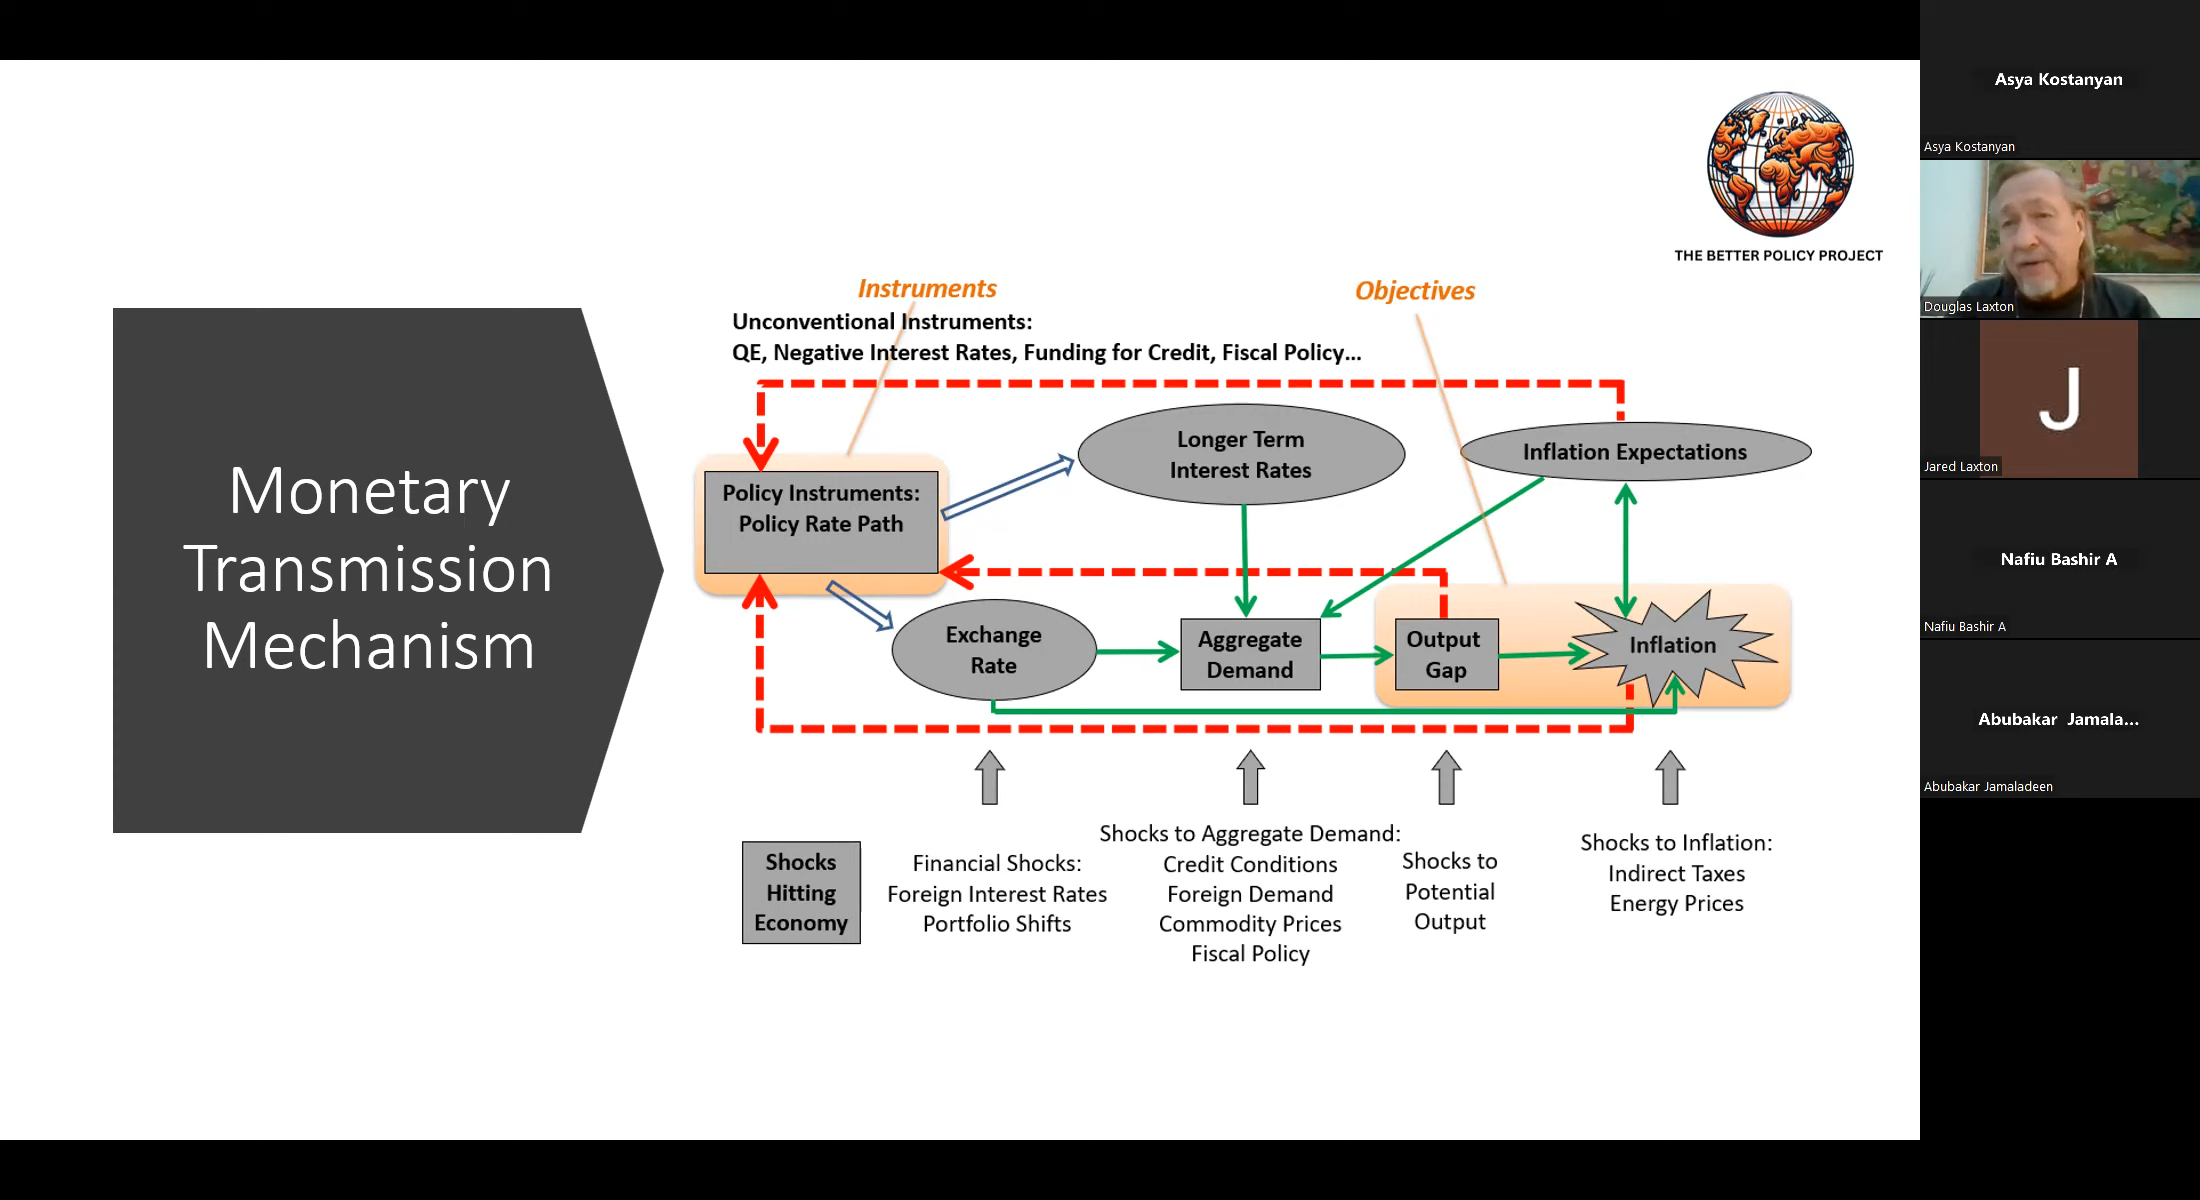 Monetary
Transmission
Mechanism
THE BETTER POLICY PROJECT
Instruments
Objectives
Unconventional Instruments:
QE, Negative Interest Rates, Funding for Credit, Fiscal Policy...
Policy Instruments:
Policy Rate Path
Longer Term
Interest Rates
Inflation Expectations
Exchange
Rate
Aggregate
Demand
Output
Gap
Inflation
Shocks
Hitting
Economy
Financial Shocks:
Foreign Interest Rates
Portfolio Shifts
Shocks to Aggregate Demand:
Credit Conditions
Foreign Demand
Commodity Prices
Fiscal Policy
Shocks to
Potential
Output
Shocks to Inflation:
Indirect Taxes
Energy Prices
Asya Kostanyan
Asya Kostanyan
Douglas Laxton
J
Jared Laxton
Nafiu Bashir A
Nafiu Bashir A
Abubakar Jamala...
Abubakar Jamaladeen